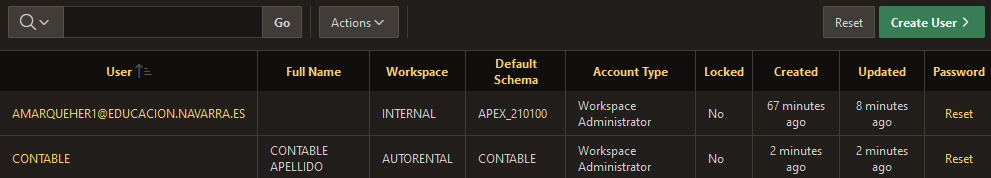 Go Actions Reset Create User
User Full Name Workspace Default Schema Account Type Locked Created Updated Password
AMARQUEHER1@EDUCACION.NAVARRA.ES INTERNAL APEX_210100 Workspace Administrator No 67 minutes ago 8 minutes ago Reset
CONTABLE CONTABLE APELLIDO AUTORENTAL CONTABLE Workspace Administrator No 2 minutes ago 2 minutes ago Reset